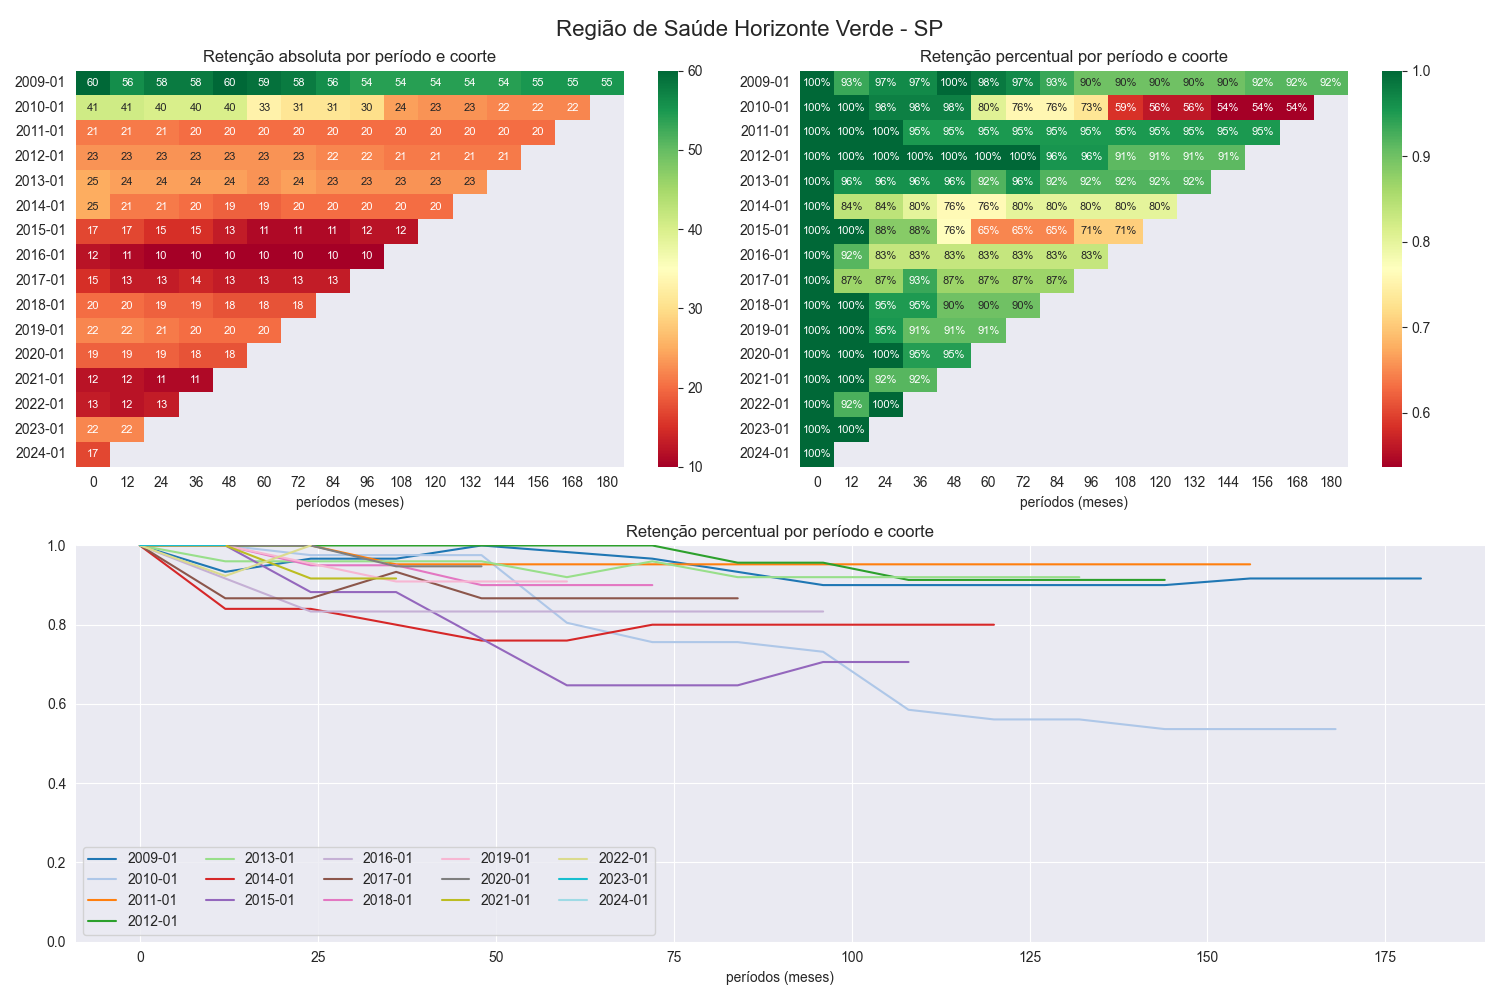 Região de Saúde Horizonte Verde - SP
Retenção absoluta por período e coorte
2009-01 60 56 58 58 60 59 58 56 54 54 54 54 54 55 55 55
2010-01 41 41 40 40 40 33 31 31 30 24 23 23 22 22 22
2011-01 21 21 21 20 20 20 20 20 20 20 20 20 20 20
2012-01 23 23 23 23 23 23 23 22 22 21 21 21 21
2013-01 25 24 24 24 24 23 24 23 23 23 23 23
2014-01 25 21 21 20 19 19 20 20 20 20 20
2015-01 17 17 15 15 13 11 11 11 12 12
2016-01 12 11 10 10 10 10 10 10 10
2017-01 15 13 13 14 13 13 13 13
2018-01 20 20 19 19 18 18 18
2019-01 22 22 21 20 20 20
2020-01 19 19 19 18 18
2021-01 12 12 11 11
2022-01 13 12 13
2023-01 22 22
2024-01 17
0 12 24 36 48 60 72 84 96 108 120 132 144 156 168 180
períodos (meses)
60
50
40
30
20
10
Retenção percentual por período e coorte
2009-01 100% 93% 97% 97% 100% 98% 97% 93% 90% 90% 90% 90% 90% 92% 92% 92%
2010-01 100% 100% 98% 98% 98% 80% 76% 76% 73% 59% 56% 56% 54% 54% 54%
2011-01 100% 100% 100% 95% 95% 95% 95% 95% 95% 95% 95% 95% 95% 95%
2012-01 100% 100% 100% 100% 100% 100% 100% 96% 96% 91% 91% 91% 91%
2013-01 100% 96% 96% 96% 96% 92% 96% 92% 92% 92% 92% 92%
2014-01 100% 84% 84% 80% 76% 76% 80% 80% 80% 80% 80%
2015-01 100% 100% 88% 88% 76% 65% 65% 65% 71% 71%
2016-01 100% 92% 83% 83% 83% 83% 83% 83% 83%
2017-01 100% 87% 87% 93% 87% 87% 87% 87%
2018-01 100% 100% 95% 95% 90% 90% 90%
2019-01 100% 100% 95% 91% 91% 91%
2020-01 100% 100% 100% 95% 95%
2021-01 100% 100% 92% 92%
2022-01 100% 92% 100%
2023-01 100% 100%
2024-01 100%
0 12 24 36 48 60 72 84 96 108 120 132 144 156 168 180
períodos (meses)
1.0
0.9
0.8
0.7
0.6
Retenção percentual por período e coorte
1.0
0.8
0.6
0.4
0.2
0.0
2009-01 2013-01 2016-01 2019-01 2022-01
2010-01 2014-01 2017-01 2020-01 2023-01
2011-01 2015-01 2018-01 2021-01 2024-01
2012-01
0 25 50 75 100 125 150 175
períodos (meses)